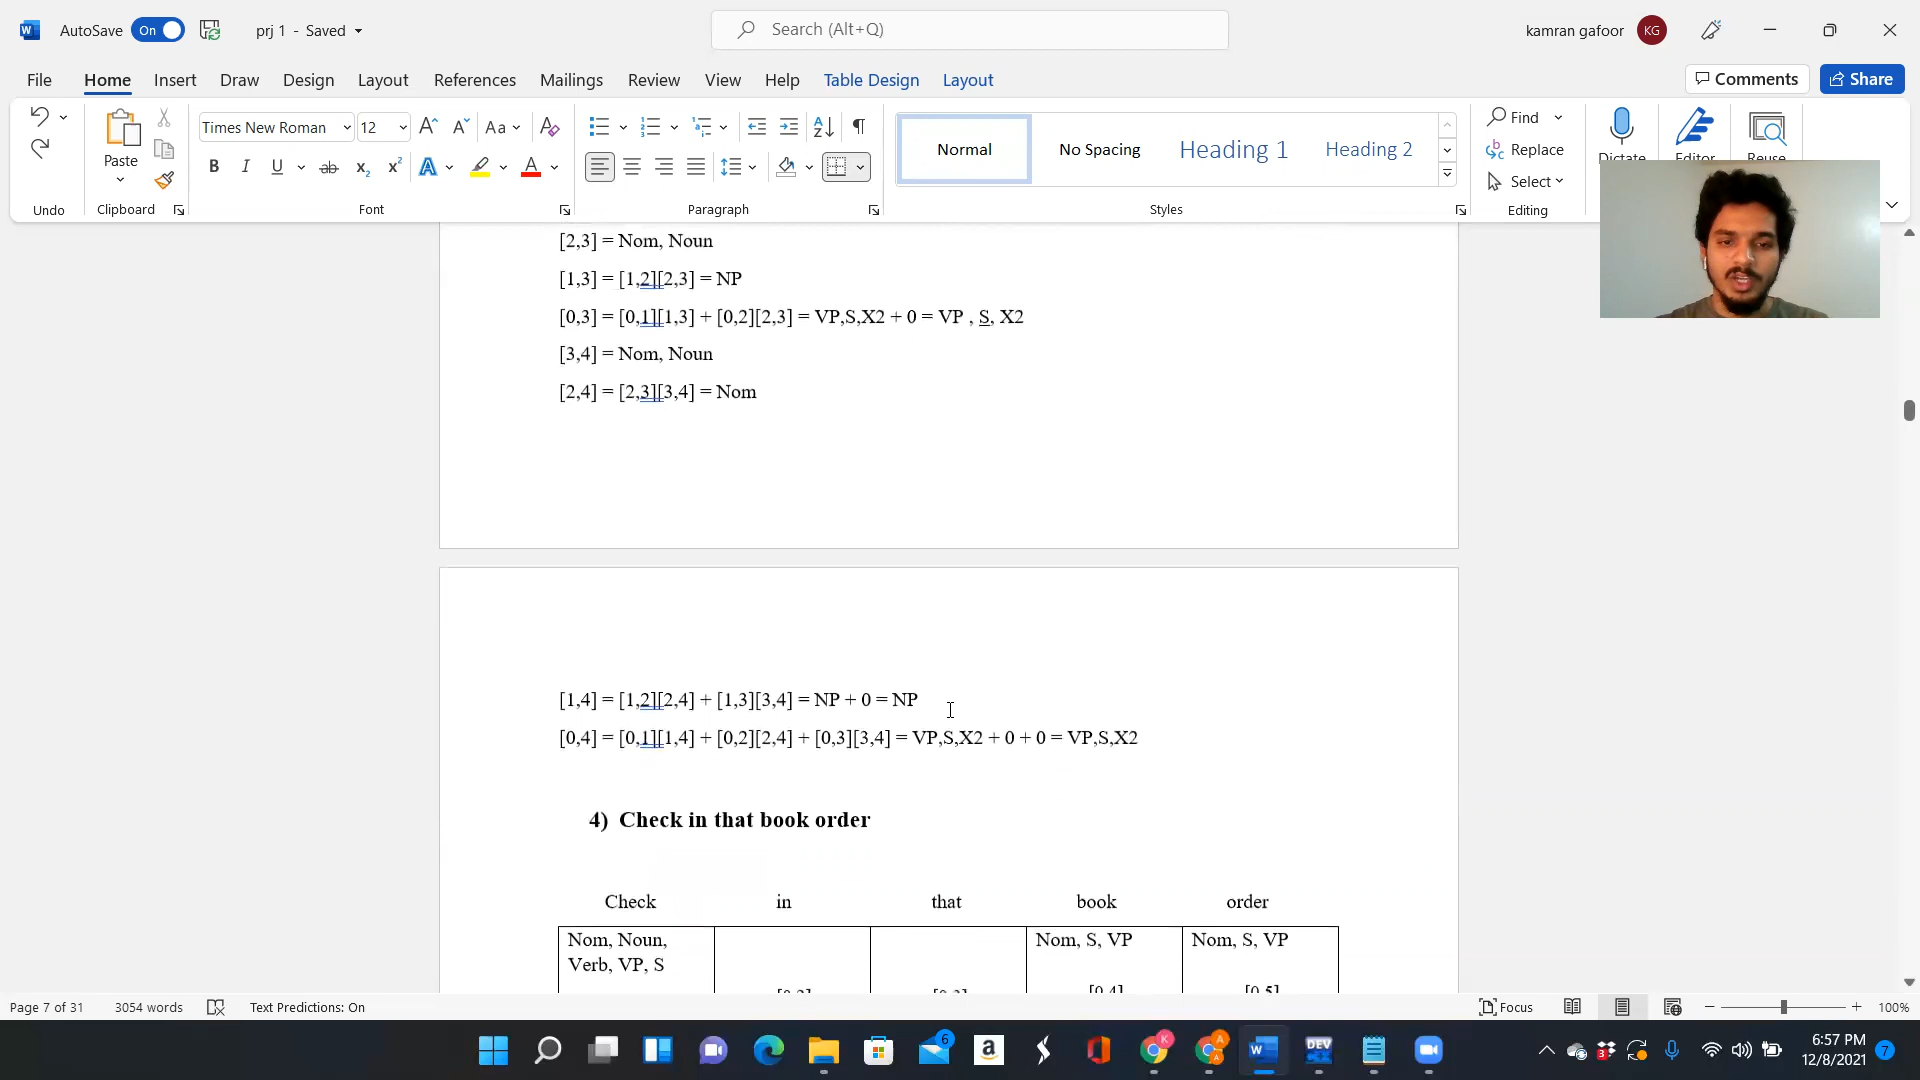 AutoSave On prj 1 - Saved Search (Alt+Q) kamran gafoor KG
File Home Insert Draw Design Layout References Mailings Review View Help Table Design Layout Comments Share
Times New Roman 12 Aa Normal No Spacing Heading 1 Heading 2 Find
Paste Replace Dictate Editor Reuse
B I U ab x₂ x² A A Select
Undo Clipboard Font Paragraph Styles Editing
[2,3] = Nom, Noun
[1,3] = [1,2][2,3] = NP
[0,3] = [0,1][1,3] + [0,2][2,3] = VP,S,X2 + 0 = VP , S, X2
[3,4] = Nom, Noun
[2,4] = [2,3][3,4] = Nom
[1,4] = [1,2][2,4] + [1,3][3,4] = NP + 0 = NP
[0,4] = [0,1][1,4] + [0,2][2,4] + [0,3][3,4] = VP,S,X2 + 0 + 0 = VP,S,X2
4) Check in that book order
Check in that book order
Nom, Noun, Nom, S, VP Nom, S, VP
Verb, VP, S
[0,4] [0,5]
Page 7 of 31 3054 words Text Predictions: On Focus 100%
6:57 PM
12/8/2021 7